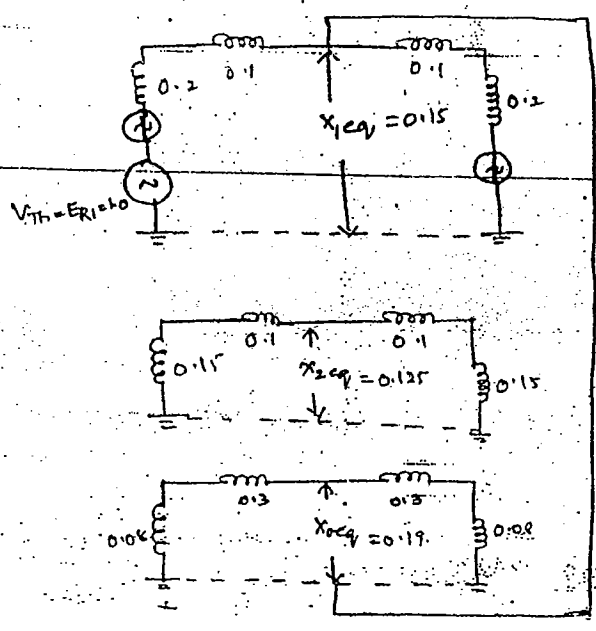 0.1 0.1
0.2 0.2
X1eq = 0.15
VTh = ER1 = 1.0
0.1 0.1
0.15 X2eq = 0.125 0.15
0.3 0.3
0.08 X0eq = 0.19 0.08